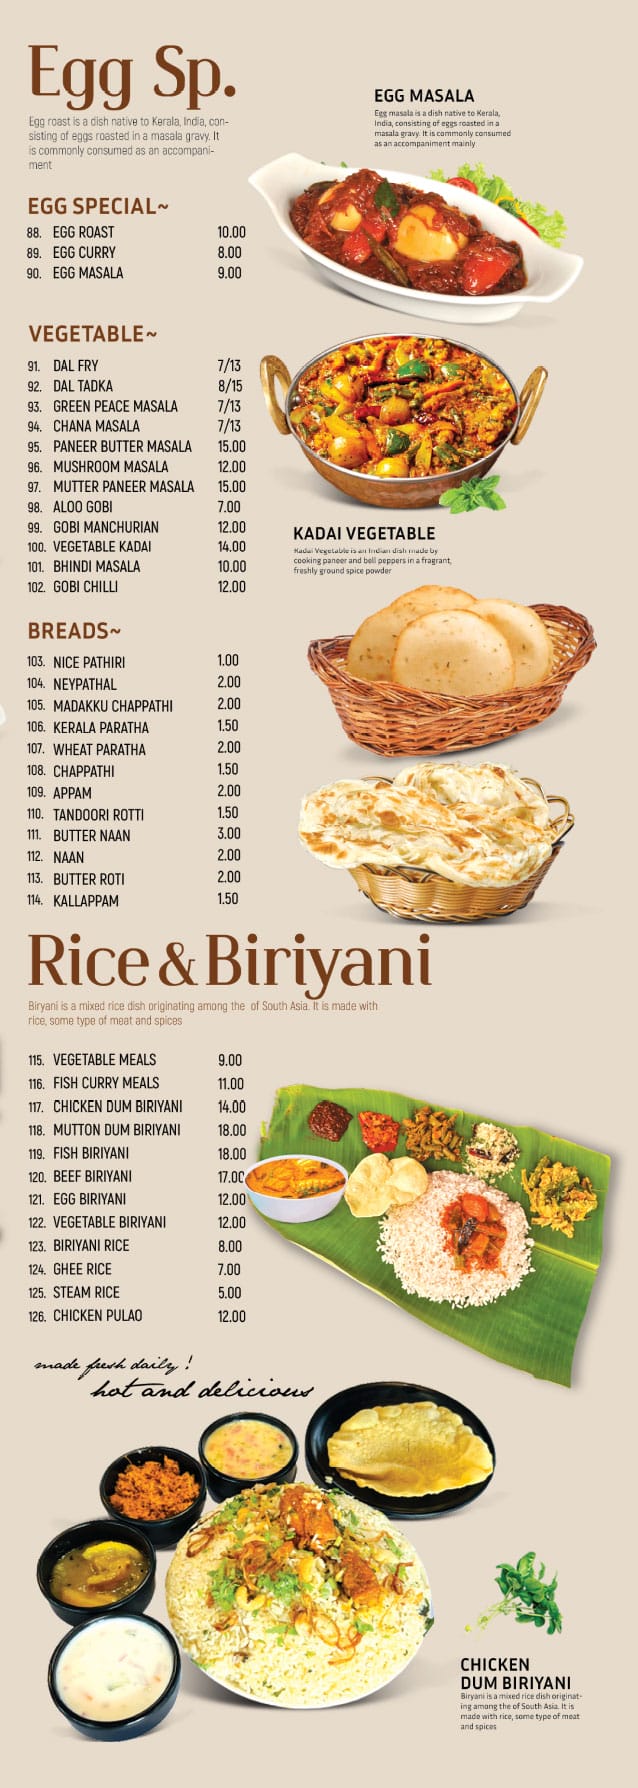 Egg Sp.
Egg roast is a dish native to Kerala, India, con-
sisting of eggs roasted in a masala gravy. It
is commonly consumed as an accompani-
ment
EGG MASALA
Egg masala is a dish native to Kerala,
India, consisting of eggs roasted in a
masala gravy. It is commonly consumed
as an accompaniment mainly
EGG SPECIAL~
88. EGG ROAST 10.00
89. EGG CURRY 8.00
90. EGG MASALA 9.00
VEGETABLE~
91. DAL FRY 7/13
92. DAL TADKA 8/15
93. GREEN PEACE MASALA 7/13
94. CHANA MASALA 7/13
95. PANEER BUTTER MASALA 15.00
96. MUSHROOM MASALA 12.00
97. MUTTER PANEER MASALA 15.00
98. ALOO GOBI 7.00
99. GOBI MANCHURIAN 12.00
100. VEGETABLE KADAI 14.00
101. BHINDI MASALA 10.00
102. GOBI CHILLI 12.00
KADAI VEGETABLE
Kadai Vegetable is an Indian dish made by
cooking paneer and bell peppers in a fragrant,
freshly ground spice powder
BREADS~
103. NICE PATHIRI 1.00
104. NEYPATHAL 2.00
105. MADAKKU CHAPPATHI 2.00
106. KERALA PARATHA 1.50
107. WHEAT PARATHA 2.00
108. CHAPPATHI 1.50
109. APPAM 2.00
110. TANDOORI ROTTI 1.50
111. BUTTER NAAN 3.00
112. NAAN 2.00
113. BUTTER ROTI 2.00
114. KALLAPPAM 1.50
Rice & Biriyani
Biryani is a mixed rice dish originating among the of South Asia. It is made with
rice, some type of meat and spices
115. VEGETABLE MEALS 9.00
116. FISH CURRY MEALS 11.00
117. CHICKEN DUM BIRIYANI 14.00
118. MUTTON DUM BIRIYANI 18.00
119. FISH BIRIYANI 18.00
120. BEEF BIRIYANI 17.00
121. EGG BIRIYANI 12.00
122. VEGETABLE BIRIYANI 12.00
123. BIRIYANI RICE 8.00
124. GHEE RICE 7.00
125. STEAM RICE 5.00
126. CHICKEN PULAO 12.00
made fresh daily!
hot and delicious
CHICKEN
DUM BIRIYANI
Biryani is a mixed rice dish originat-
ing among the of South Asia. It is
made with rice, some type of meat
and spices